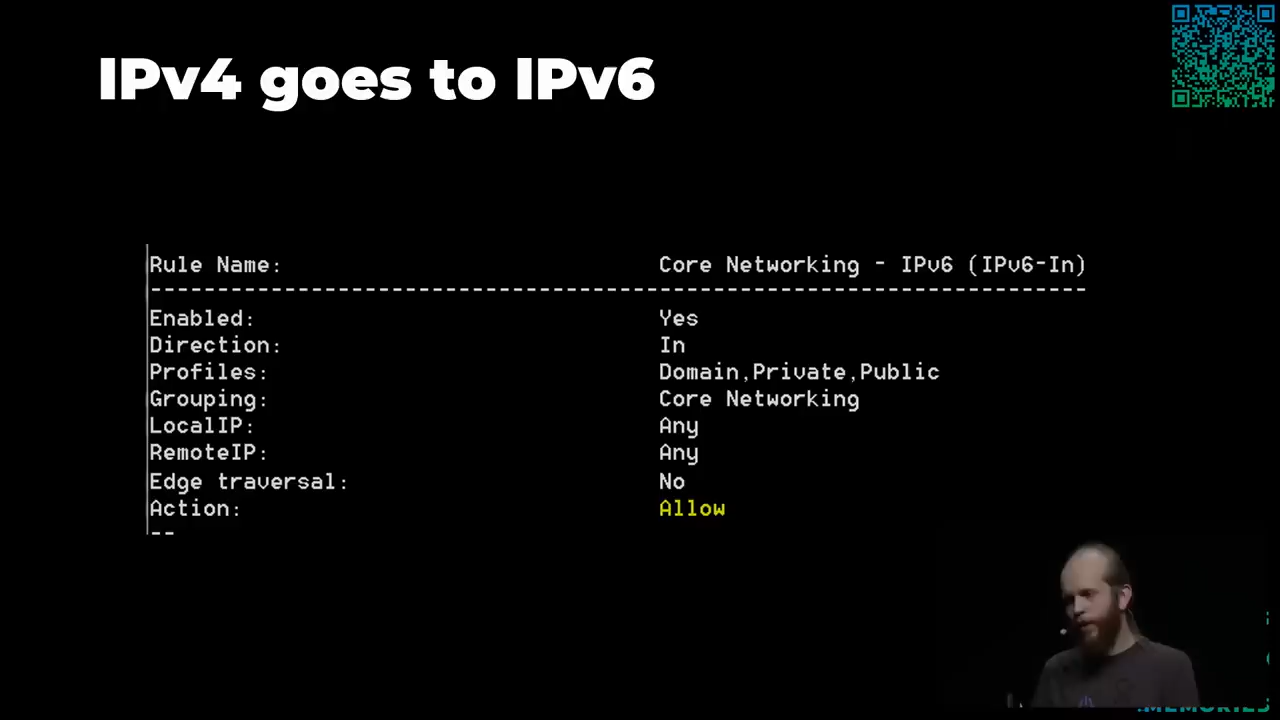 IPv4 goes to IPv6
Rule Name: Core Networking - IPv6 (IPv6-In)
--------------------------------------------------------------------
Enabled: Yes
Direction: In
Profiles: Domain,Private,Public
Grouping: Core Networking
LocalIP: Any
RemoteIP: Any
Edge traversal: No
Action: Allow
--